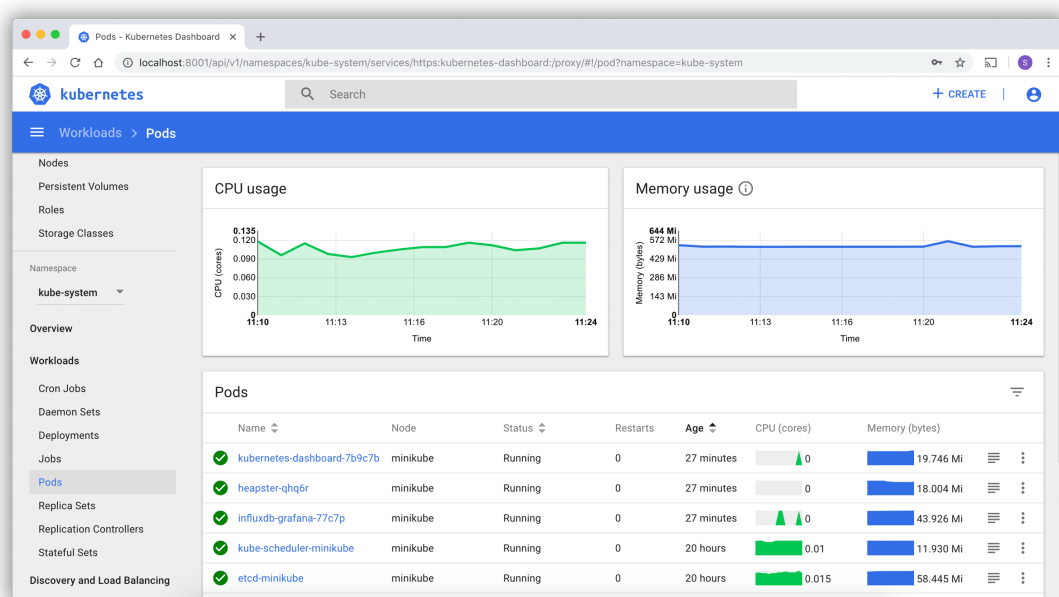 Pods - Kubernetes Dashboard
localhost:8001/api/v1/namespaces/kube-system/services/https:kubernetes-dashboard:/proxy/#!/pod?namespace=kube-system
S
kubernetes
Search
+ CREATE
Workloads > Pods
Nodes
Persistent Volumes
Roles
Storage Classes
Namespace
kube-system
Overview
Workloads
Cron Jobs
Daemon Sets
Deployments
Jobs
Pods
Replica Sets
Replication Controllers
Stateful Sets
Discovery and Load Balancing
CPU usage
CPU (cores)
0.135
0.120
0.090
0.060
0.030
0
11:10 11:13 11:16 11:20 11:24
Time
Memory usage
Memory (bytes)
644 Mi
572 Mi
429 Mi
286 Mi
143 Mi
0
11:10 11:13 11:16 11:20 11:24
Time
Pods
Name Node Status Restarts Age CPU (cores) Memory (bytes)
kubernetes-dashboard-7b9c7b minikube Running 0 27 minutes 0 19.746 Mi
heapster-qhq6r minikube Running 0 27 minutes 0 18.004 Mi
influxdb-grafana-77c7p minikube Running 0 27 minutes 0 43.926 Mi
kube-scheduler-minikube minikube Running 0 20 hours 0.01 11.930 Mi
etcd-minikube minikube Running 0 20 hours 0.015 58.445 Mi